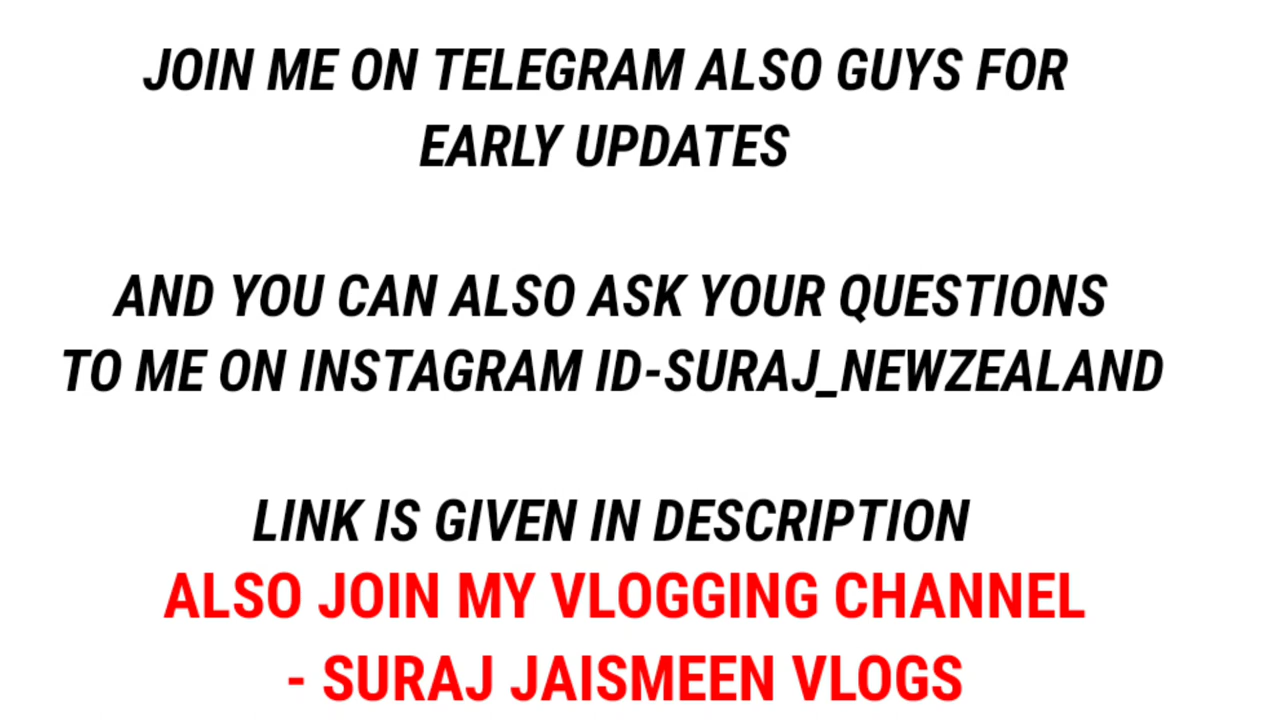 JOIN ME ON TELEGRAM ALSO GUYS FOR
EARLY UPDATES
AND YOU CAN ALSO ASK YOUR QUESTIONS
TO ME ON INSTAGRAM ID-SURAJ_NEWZEALAND
LINK IS GIVEN IN DESCRIPTION
ALSO JOIN MY VLOGGING CHANNEL
- SURAJ JAISMEEN VLOGS